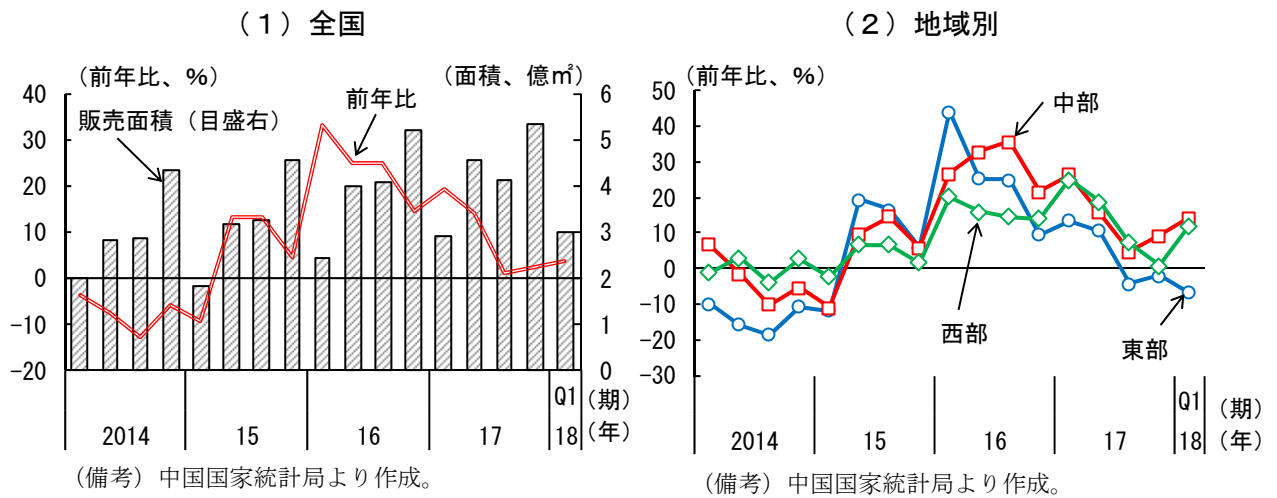 （１）全国
（前年比、％）
（面積、億㎡）
販売面積（目盛右）
前年比
40
30
20
10
0
−10
−20
6
5
4
3
2
1
0
Q1
（期）
2014
15
16
17
18
（年）
（備考）中国国家統計局より作成。
（２）地域別
（前年比、％）
中部
西部
東部
50
40
30
20
10
0
−10
−20
−30
Q1
（期）
2014
15
16
17
18
（年）
（備考）中国国家統計局より作成。